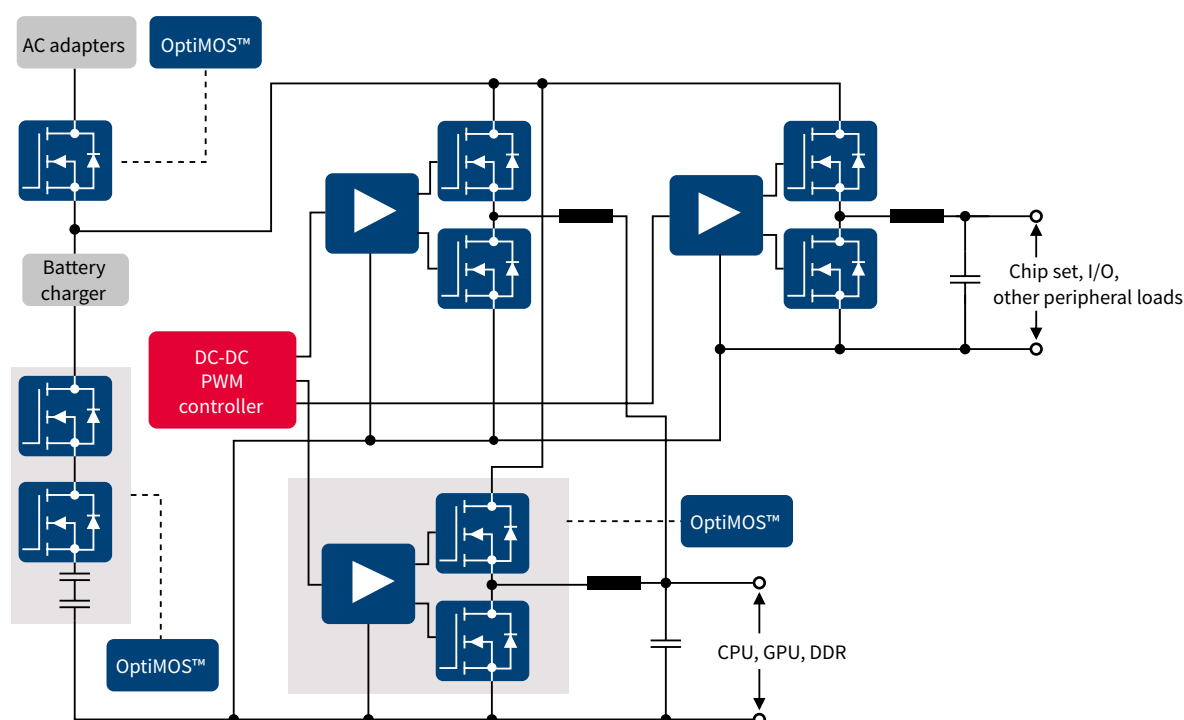 AC adapters
OptiMOS™
Battery
charger
DC-DC
PWM
controller
Chip set, I/O,
other peripheral loads
OptiMOS™
CPU, GPU, DDR
OptiMOS™